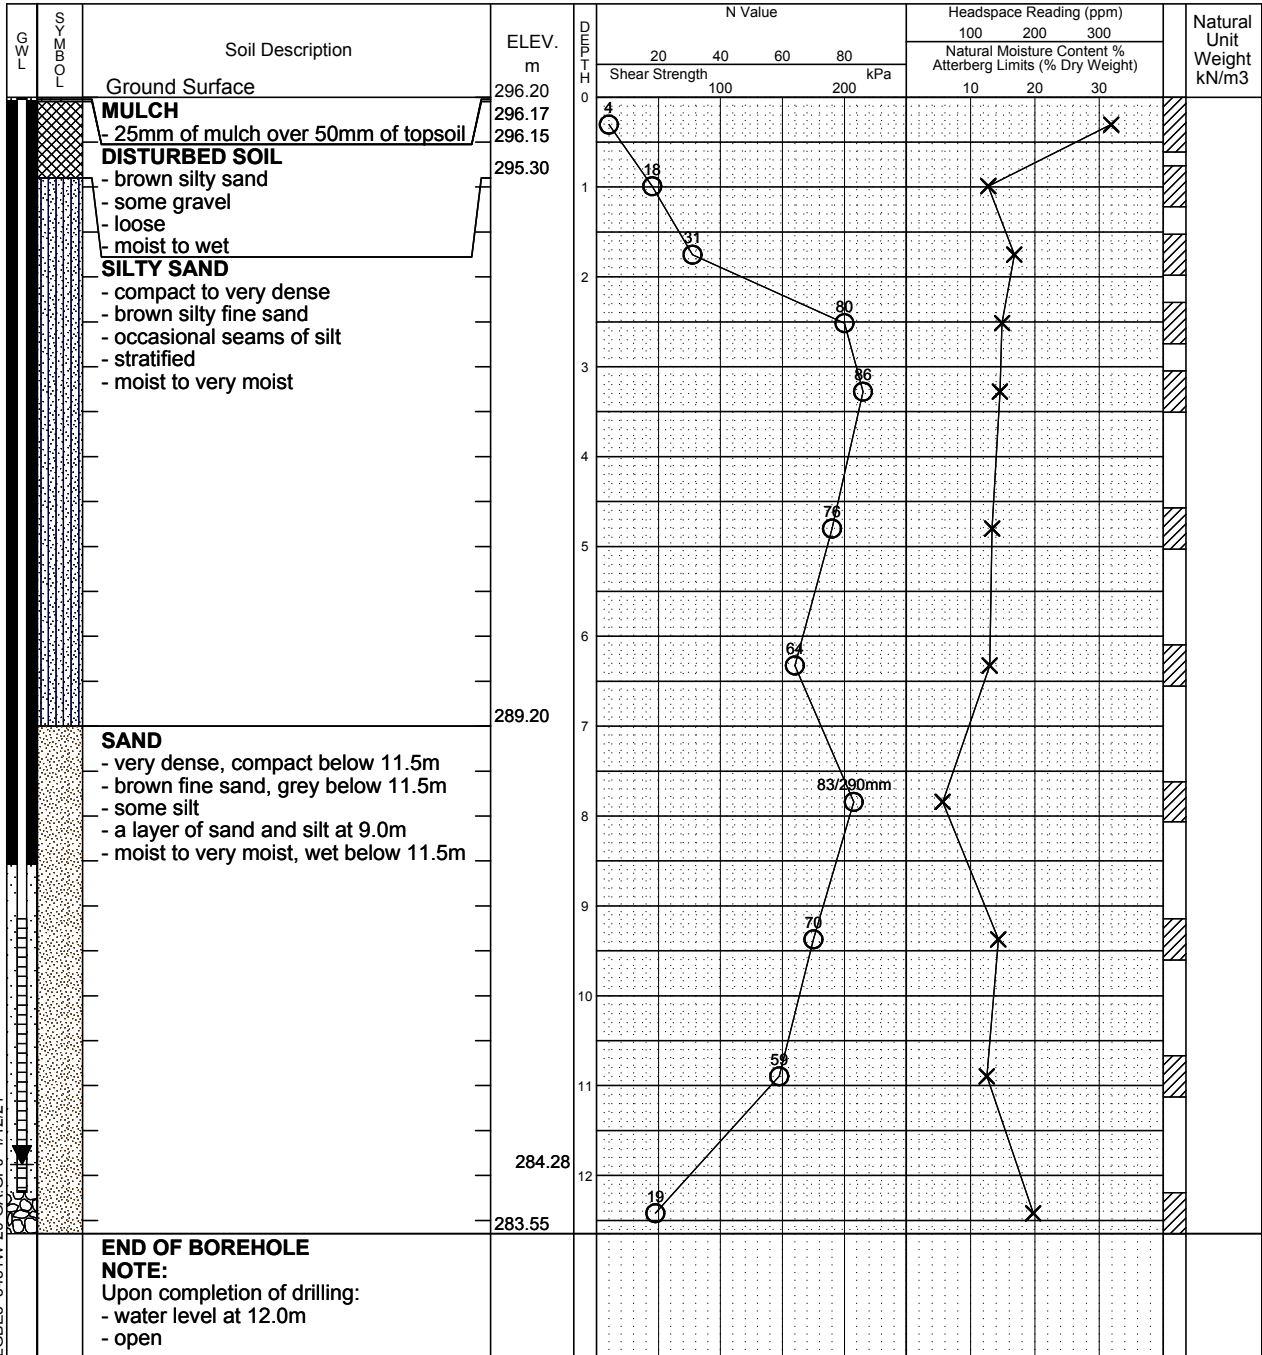 GWL
SYMBOL
Soil Description
Ground Surface
ELEV.
m
DEPTH
N Value
20 40 60 80
Shear Strength kPa
100 200
Headspace Reading (ppm)
100 200 300
Natural Moisture Content %
Atterberg Limits (% Dry Weight)
10 20 30
Natural
Unit
Weight
kN/m3
296.20
0
MULCH
296.17
- 25mm of mulch over 50mm of topsoil
296.15
DISTURBED SOIL
295.30
- brown silty sand
- some gravel
- loose
- moist to wet
SILTY SAND
- compact to very dense
- brown silty fine sand
- occasional seams of silt
- stratified
- moist to very moist
289.20
SAND
- very dense, compact below 11.5m
- brown fine sand, grey below 11.5m
- some silt
- a layer of sand and silt at 9.0m
- moist to very moist, wet below 11.5m
284.28
283.55
END OF BOREHOLE
NOTE:
Upon completion of drilling:
- water level at 12.0m
- open
1
2
3
4
5
6
7
8
9
10
11
12
4
18
31
80
86
76
64
83/290mm
70
59
19